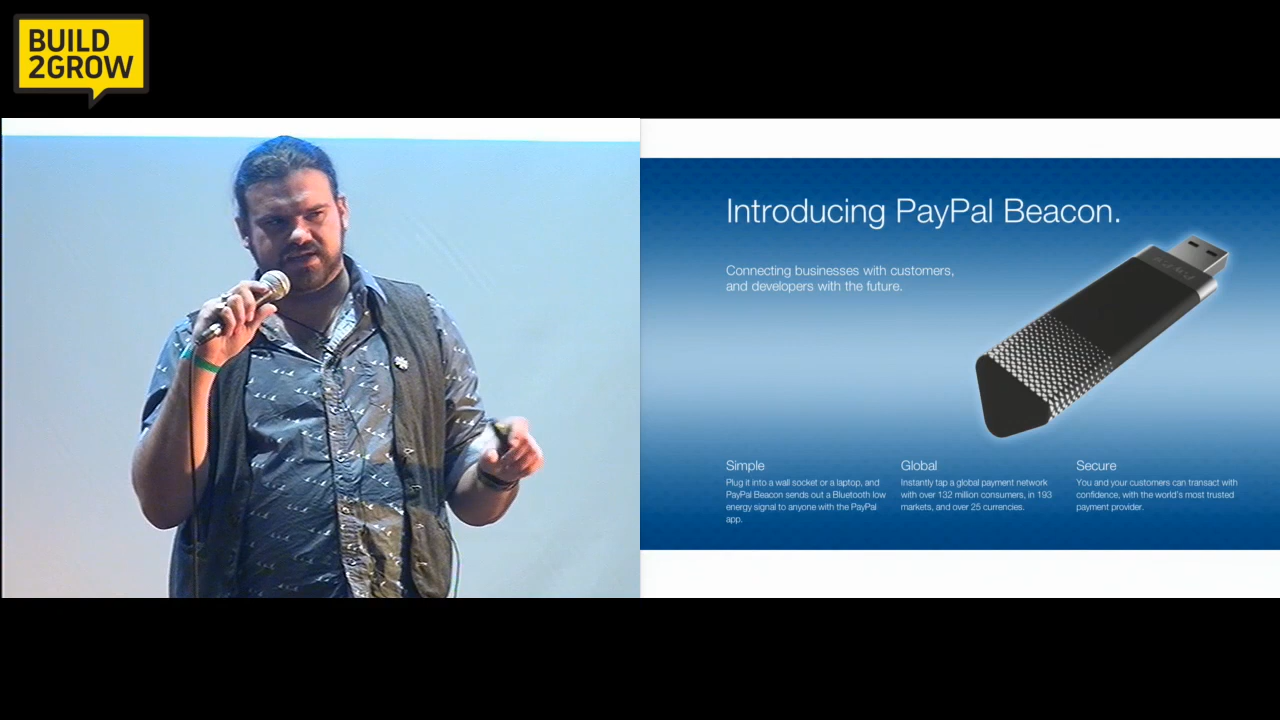 BUILD
2GROW
Introducing PayPal Beacon.
Connecting businesses with customers,
and developers with the future.
Simple
Plug it into a wall socket or a laptop, and
PayPal Beacon sends out a Bluetooth low
energy signal to anyone with the PayPal
app.
Global
Instantly tap a global payment network
with over 132 million consumers, in 193
markets, and over 25 currencies.
Secure
You and your customers can transact with
confidence, with the world's most trusted
payment provider.